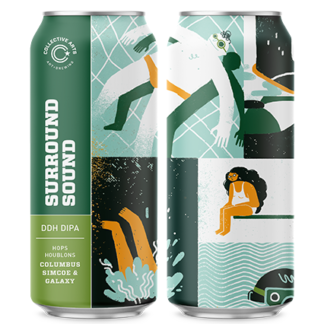 COLLECTIVE ARTS
SURROUND
SOUND
DDH DIPA
HOPS
HOUBLONS
COLUMBUS
SIMCOE &
GALAXY